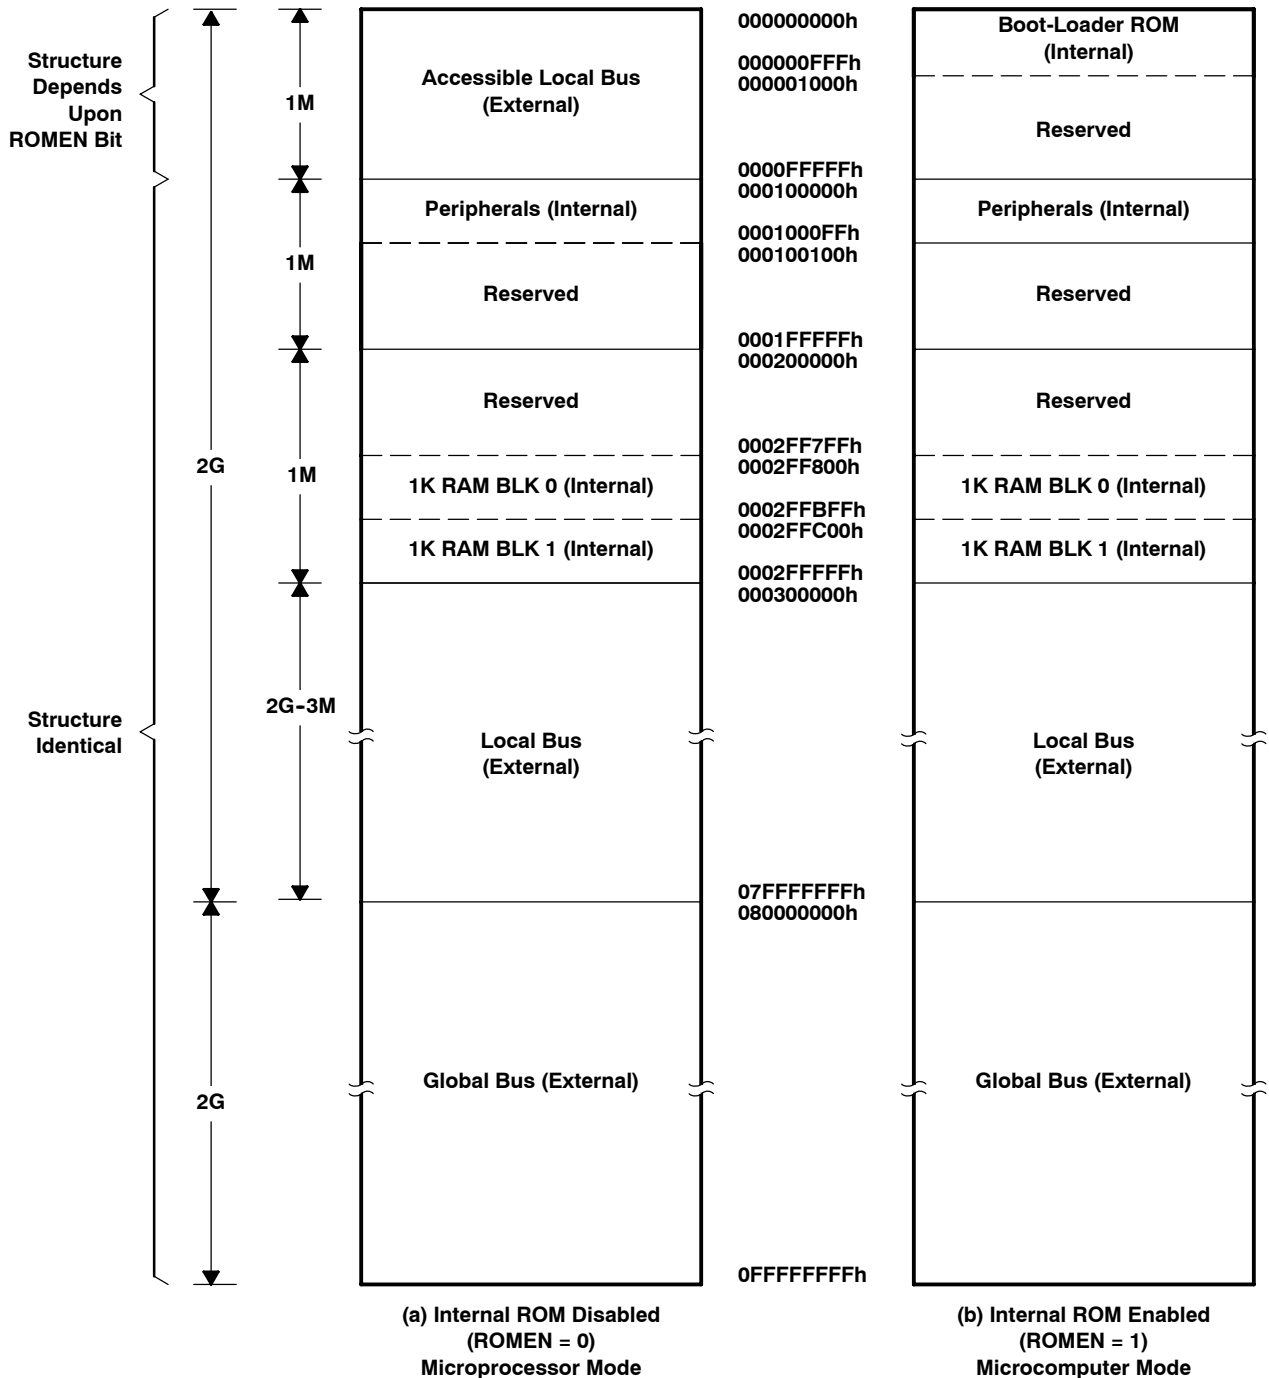 Structure
Depends
Upon
ROMEN Bit
Structure
Identical
2G
2G
1M
1M
1M
2G-3M
Accessible Local Bus
(External)
Peripherals (Internal)
Reserved
Reserved
1K RAM BLK 0 (Internal)
1K RAM BLK 1 (Internal)
Local Bus
(External)
Global Bus (External)
(a) Internal ROM Disabled
(ROMEN = 0)
Microprocessor Mode
000000000h
000000FFFh
000001000h
0000FFFFFh
000100000h
0001000FFh
000100100h
0001FFFFFh
000200000h
0002FF7FFh
0002FF800h
0002FFBFFh
0002FFC00h
0002FFFFFh
000300000h
07FFFFFFFh
080000000h
0FFFFFFFFh
Boot-Loader ROM
(Internal)
Reserved
Peripherals (Internal)
Reserved
Reserved
1K RAM BLK 0 (Internal)
1K RAM BLK 1 (Internal)
Local Bus
(External)
Global Bus (External)
(b) Internal ROM Enabled
(ROMEN = 1)
Microcomputer Mode